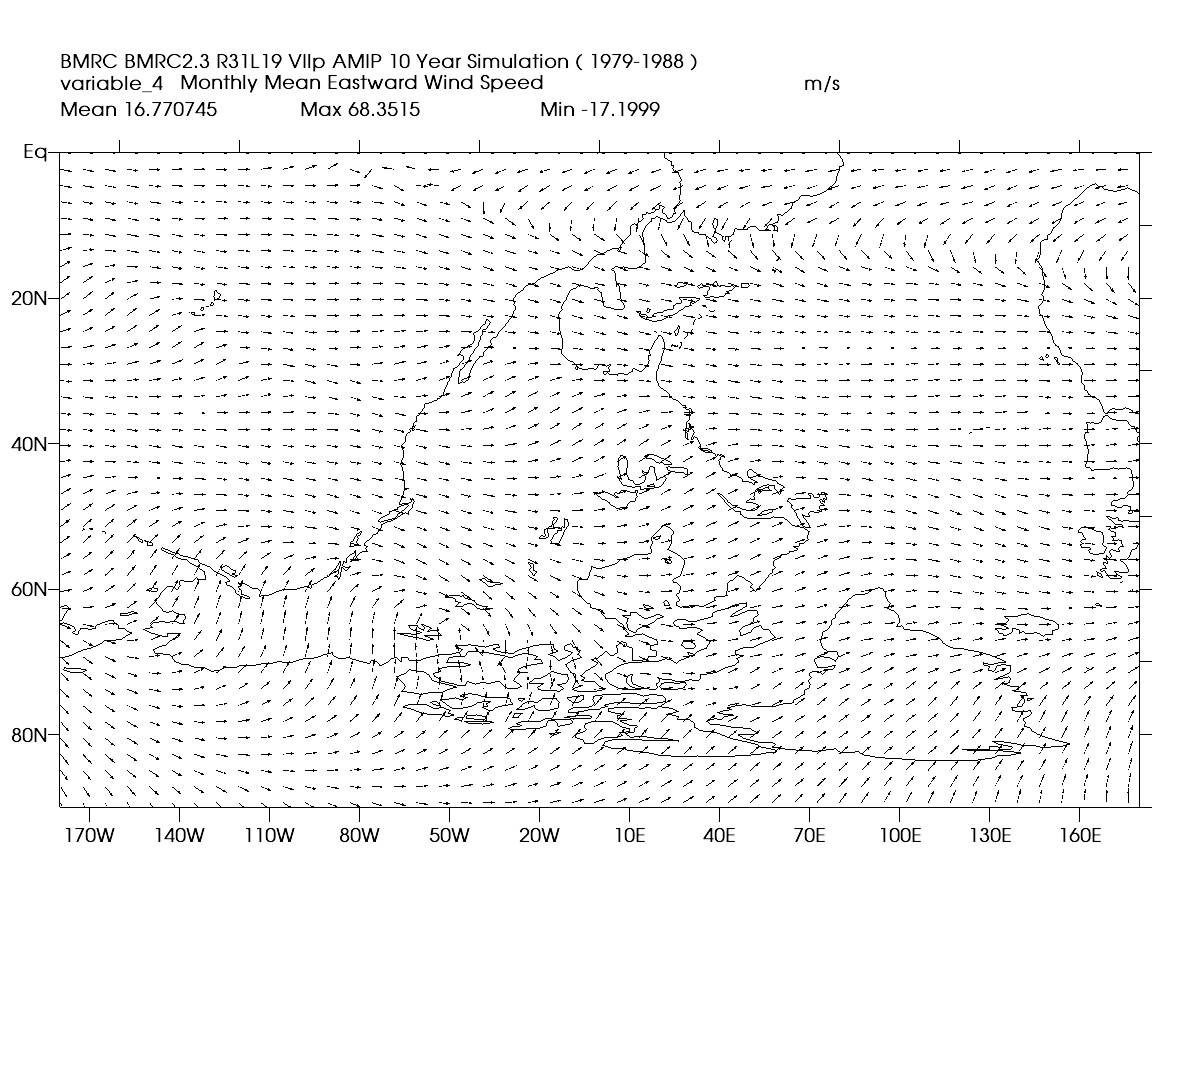 BMRC BMRC2.3 R31L19 VIIp AMIP 10 Year Simulation ( 1979-1988 )
variable_4 Monthly Mean Eastward Wind Speed m/s
Mean 16.770745 Max 68.3515 Min -17.1999
Eq
20N
40N
60N
80N
170W 140W 110W 80W 50W 20W 10E 40E 70E 100E 130E 160E